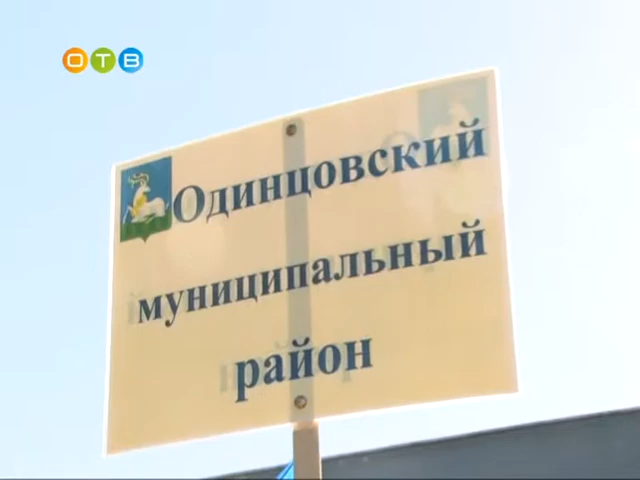 ОТВ
Одинцовский
муниципальный
район